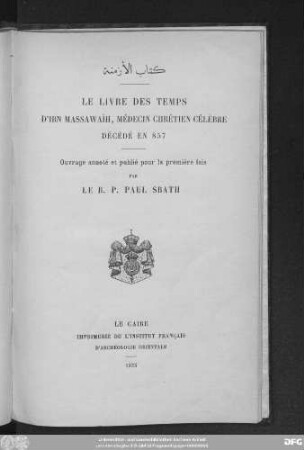 كتاب الأزمنة
LE LIVRE DES TEMPS
D'IBN MASSAWAÏH, MÉDECIN CHRÉTIEN CÉLÈBRE
DÉCÉDÉ EN 857
Ouvrage annoté et publié pour la première fois
PAR
LE R. P. PAUL SBATH
LE CAIRE
IMPRIMERIE DE L'INSTITUT FRANÇAIS
D'ARCHÉOLOGIE ORIENTALE
DFG